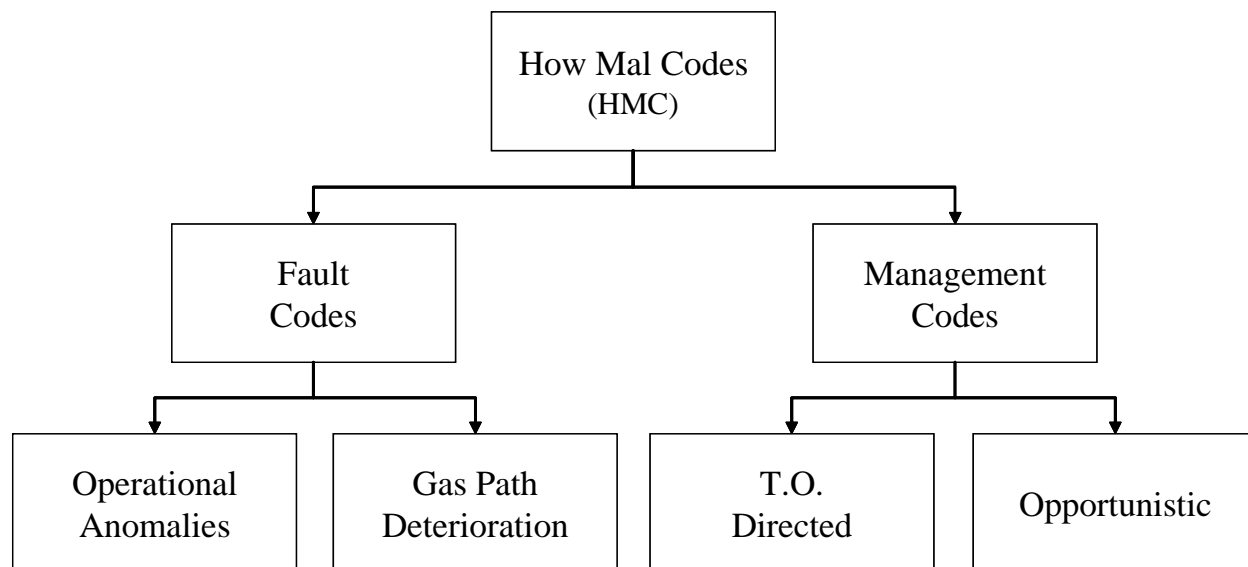 How Mal Codes
(HMC)
Fault
Codes
Management
Codes
Operational
Anomalies
Gas Path
Deterioration
T.O.
Directed
Opportunistic